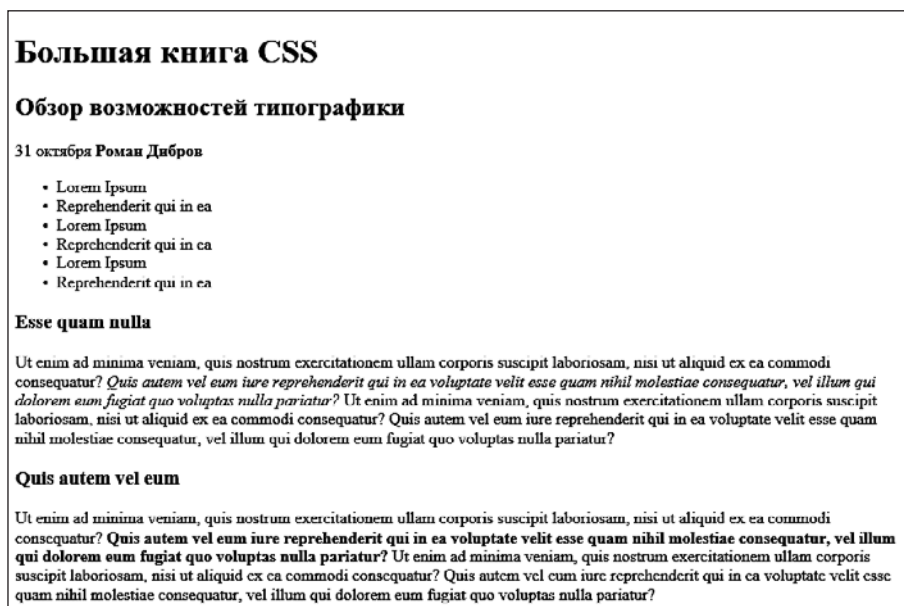 Большая книга CSS
Обзор возможностей типографики
31 октября Роман Дибров
• Lorem Ipsum
• Reprehenderit qui in ea
• Lorem Ipsum
• Reprehenderit qui in ea
• Lorem Ipsum
• Reprehenderit qui in ea
Esse quam nulla
Ut enim ad minima veniam, quis nostrum exercitationem ullam corporis suscipit laboriosam, nisi ut aliquid ex ea commodi
consequatur? Quis autem vel eum iure reprehenderit qui in ea voluptate velit esse quam nihil molestiae consequatur, vel illum qui
dolorem eum fugiat quo voluptas nulla pariatur? Ut enim ad minima veniam, quis nostrum exercitationem ullam corporis suscipit
laboriosam, nisi ut aliquid ex ea commodi consequatur? Quis autem vel eum iure reprehenderit qui in ea voluptate velit esse quam
nihil molestiae consequatur, vel illum qui dolorem eum fugiat quo voluptas nulla pariatur?
Quis autem vel eum
Ut enim ad minima veniam, quis nostrum exercitationem ullam corporis suscipit laboriosam, nisi ut aliquid ex ea commodi
consequatur? Quis autem vel eum iure reprehenderit qui in ea voluptate velit esse quam nihil molestiae consequatur, vel illum
qui dolorem eum fugiat quo voluptas nulla pariatur? Ut enim ad minima veniam, quis nostrum exercitationem ullam corporis
suscipit laboriosam, nisi ut aliquid ex ea commodi consequatur? Quis autem vel eum iure reprehenderit qui in ea voluptate velit esse
quam nihil molestiae consequatur, vel illum qui dolorem eum fugiat quo voluptas nulla pariatur?